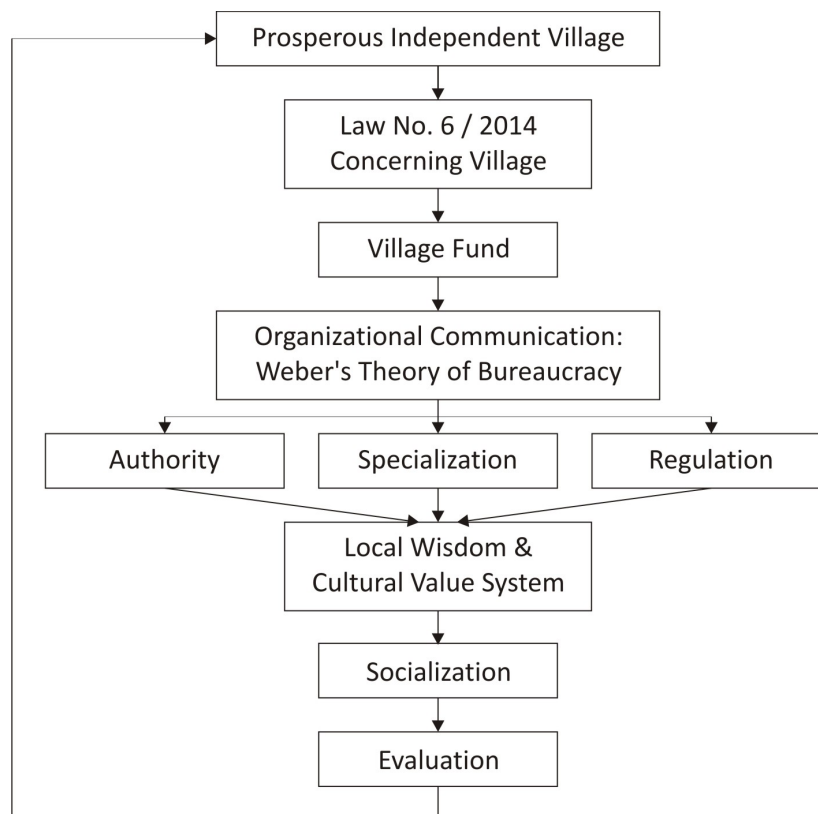 Prosperous Independent Village
Law No. 6 / 2014
Concerning Village
Village Fund
Organizational Communication:
Weber's Theory of Bureaucracy
Authority
Specialization
Regulation
Local Wisdom &
Cultural Value System
Socialization
Evaluation